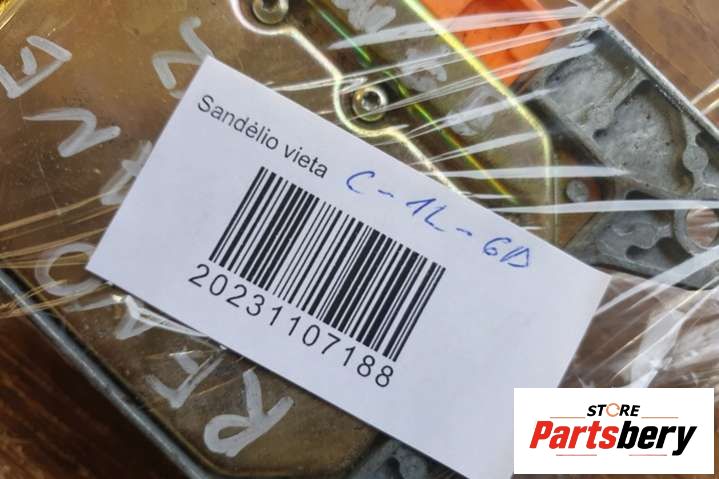 Sandėlio vieta C-1L-6D
20231107188
STORE
Partsbery